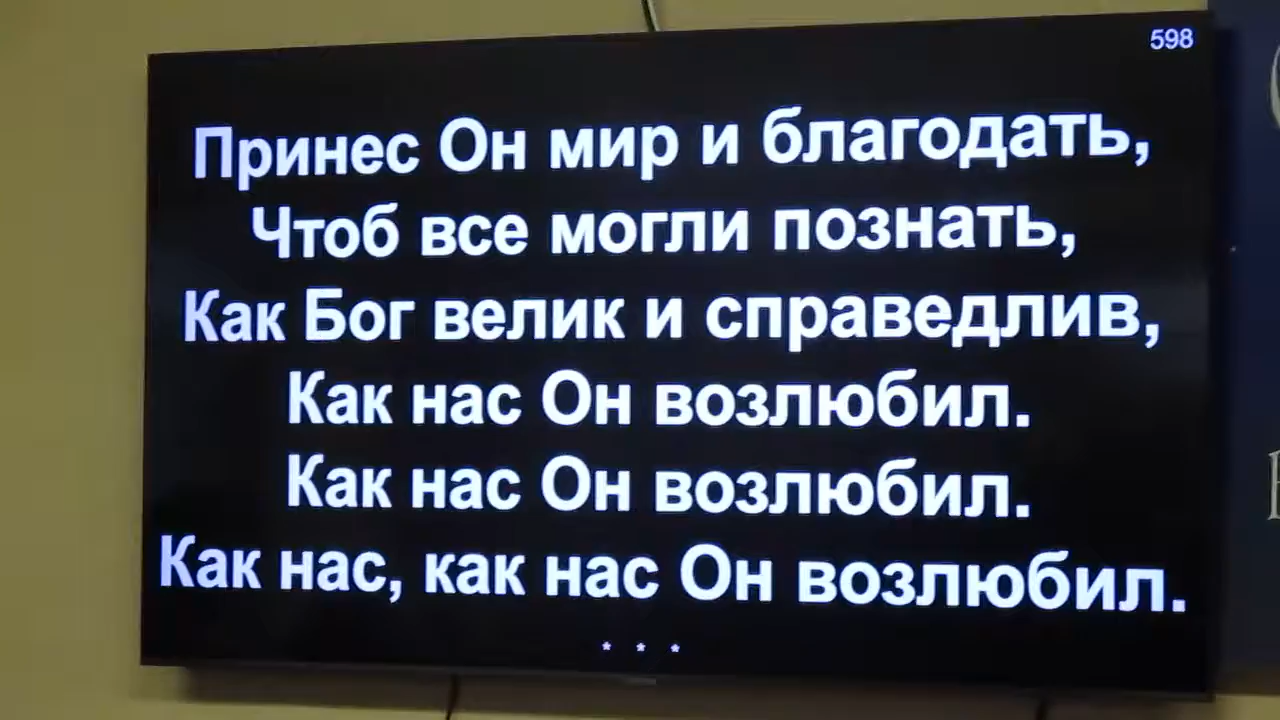 598
Принес Он мир и благодать,
Чтоб все могли познать,
Как Бог велик и справедлив,
Как нас Он возлюбил.
Как нас Он возлюбил.
Как нас, как нас Он возлюбил.
* * *